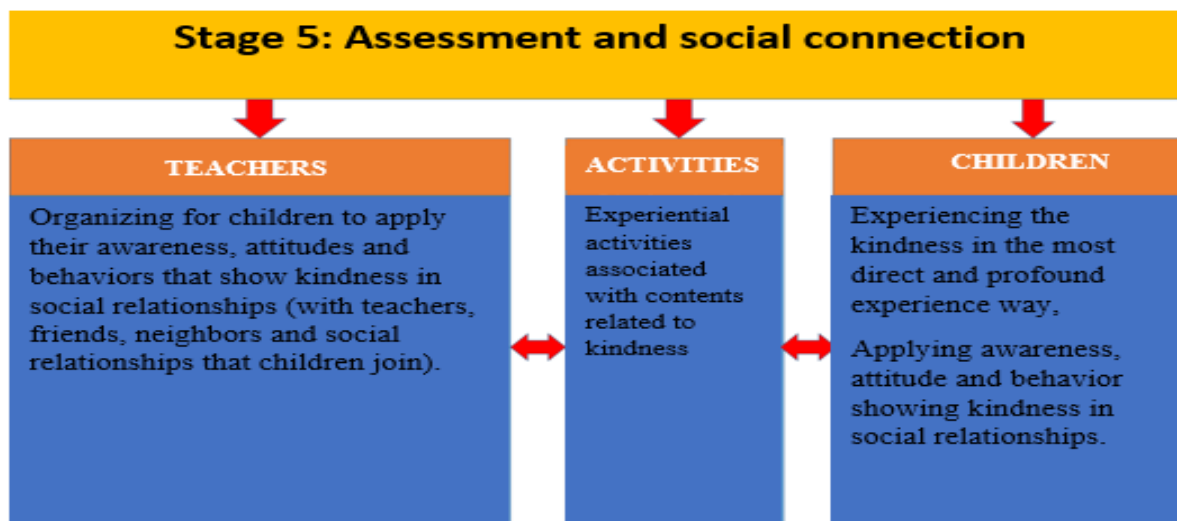 Stage 5: Assessment and social connection
TEACHERS
Organizing for children to apply
their awareness, attitudes and
behaviors that show kindness in
social relationships (with teachers,
friends, neighbors and social
relationships that children join).
ACTIVITIES
Experiential
activities
associated
with contents
related to
kindness
CHILDREN
Experiencing the
kindness in the most
direct and profound
experience way,
Applying awareness,
attitude and behavior
showing kindness in
social relationships.